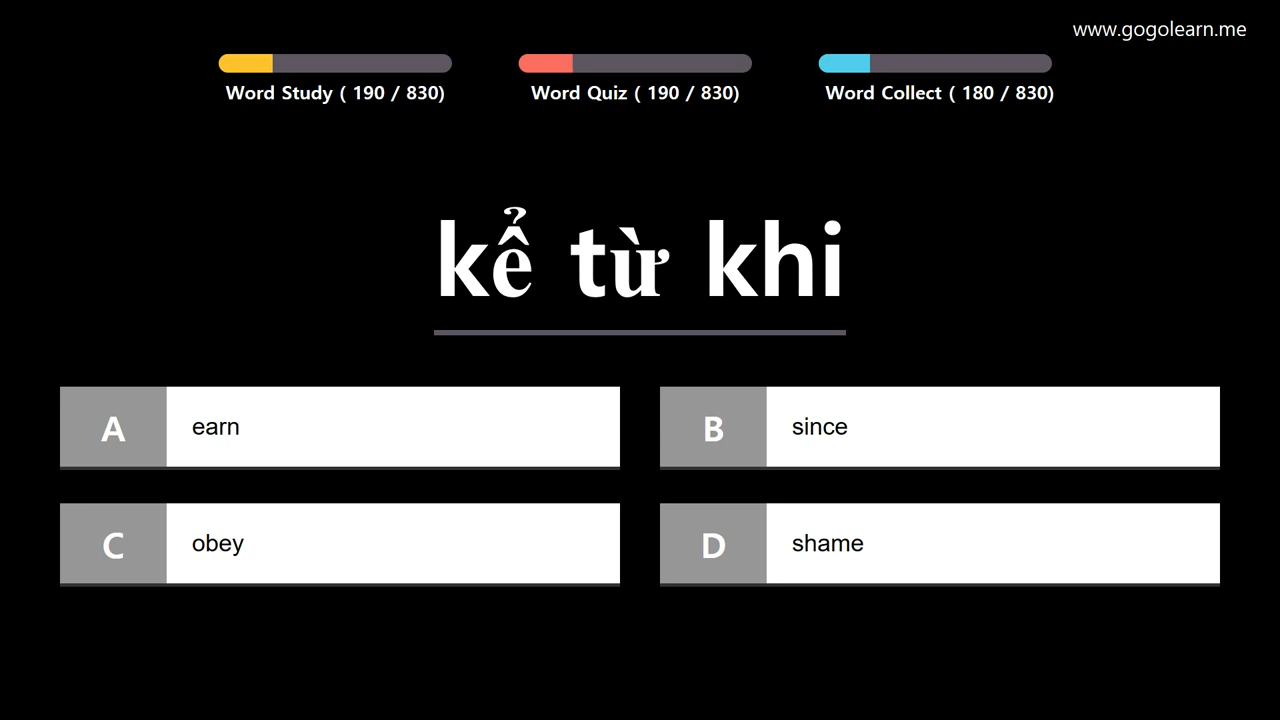 www.gogolearn.me
Word Study ( 190 / 830)
Word Quiz ( 190 / 830)
Word Collect ( 180 / 830)
kể từ khi
A earn
B since
C obey
D shame